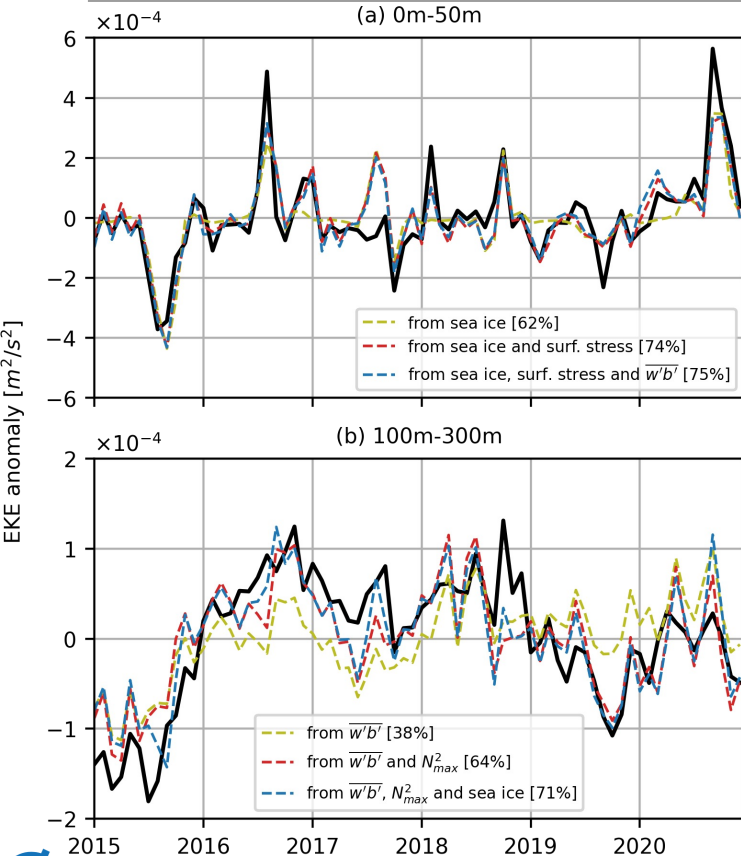 ×10⁻⁴
(a) 0m-50m
6
4
2
0
−2
−4
−6
from sea ice [62%]
from sea ice and surf. stress [74%]
from sea ice, surf. stress and w′b′ [75%]
EKE anomaly [m²/s²]
×10⁻⁴
(b) 100m-300m
2
1
0
−1
−2
from w′b′ [38%]
from w′b′ and N²max [64%]
from w′b′, N²max and sea ice [71%]
2015 2016 2017 2018 2019 2020